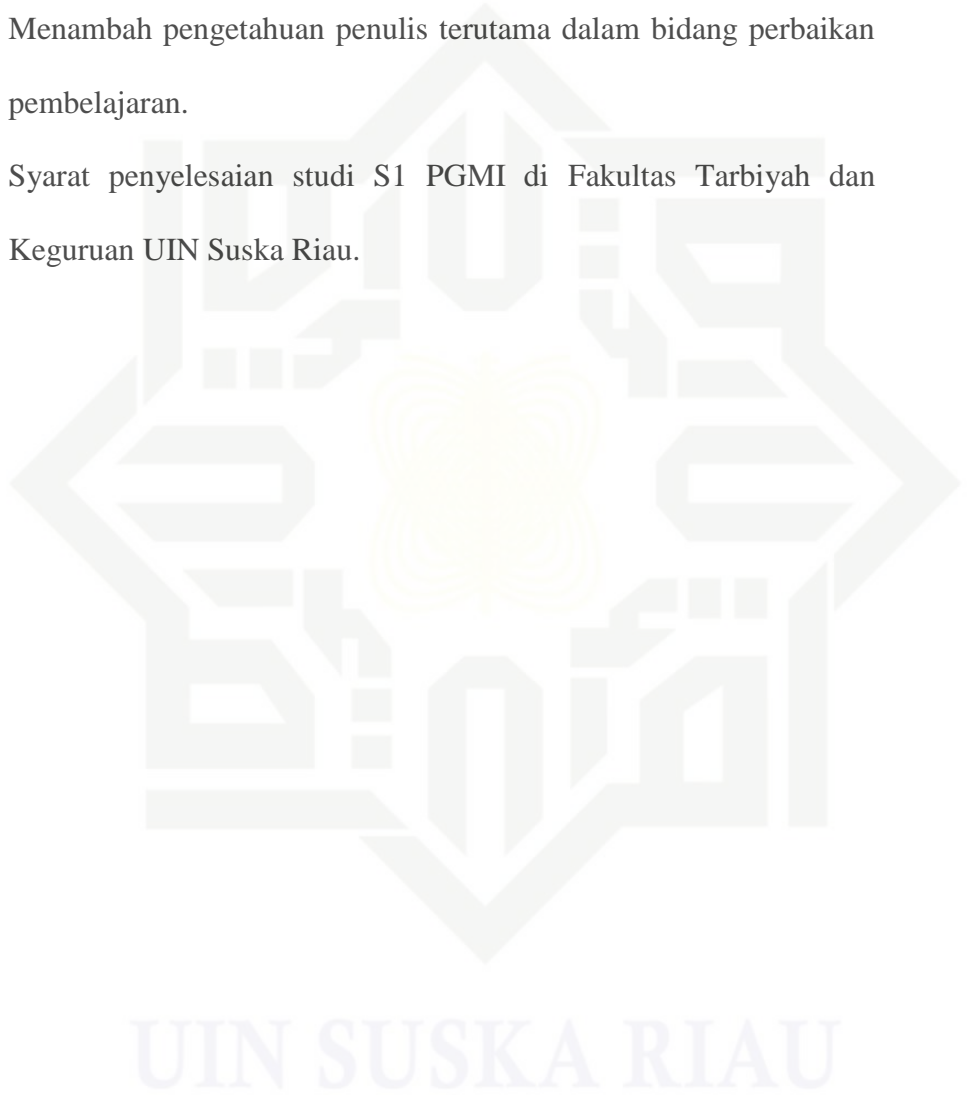 Menambah pengetahuan penulis terutama dalam bidang perbaikan
pembelajaran.
Syarat penyelesaian studi S1 PGMI di Fakultas Tarbiyah dan
Keguruan UIN Suska Riau.
UIN SUSKA RIAU